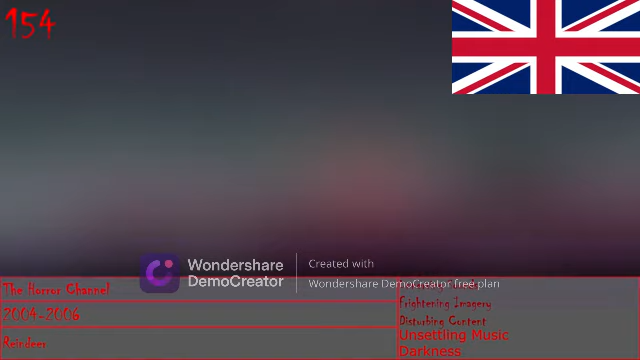 154
Wondershare
DemoCreator
Created with
Wondershare DemoCreator free plan
The Horror Channel
2004-2006
Reindeer
Frightening Imagery
Disturbing Content
Unsettling Music
Darkness